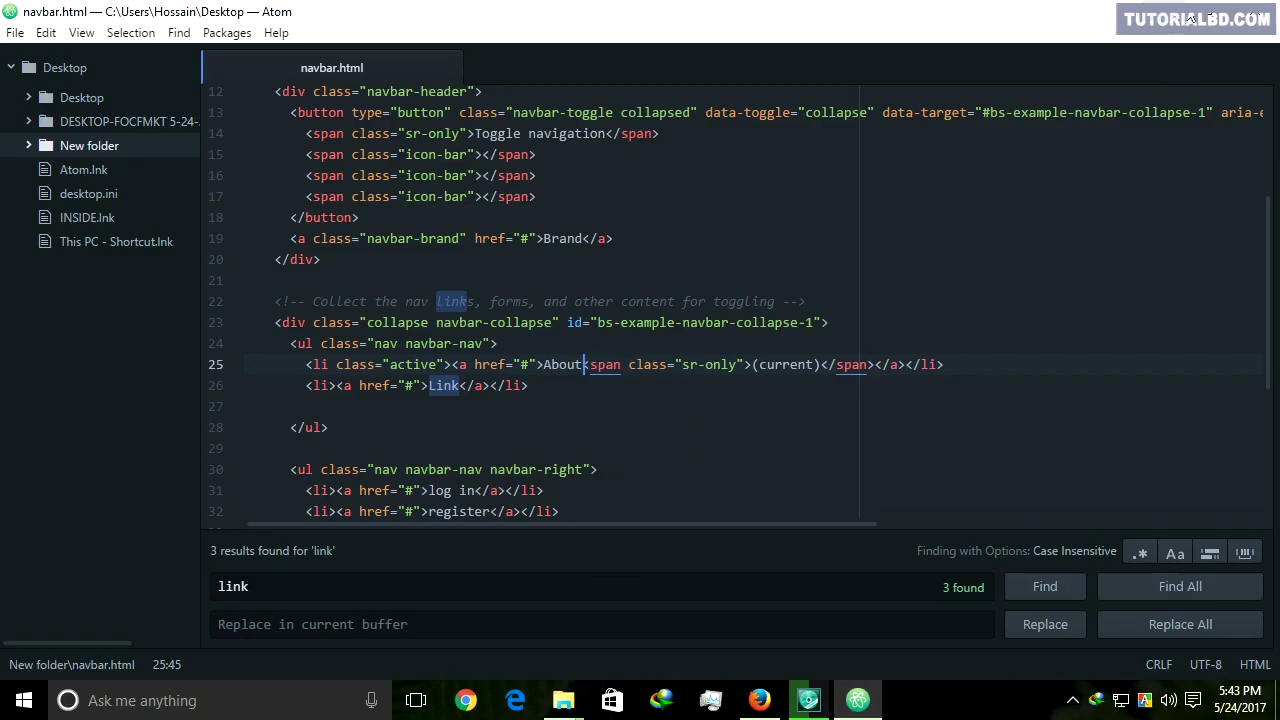 navbar.html — C:\Users\Hossain\Desktop — Atom
TUTORIALBD.COM
File Edit View Selection Find Packages Help
Desktop
Desktop
DESKTOP-FOCFMKT 5-24-
New folder
Atom.lnk
desktop.ini
INSIDE.lnk
This PC - Shortcut.lnk
navbar.html
12 <div class="navbar-header">
13 <button type="button" class="navbar-toggle collapsed" data-toggle="collapse" data-target="#bs-example-navbar-collapse-1" aria-e
14 <span class="sr-only">Toggle navigation</span>
15 <span class="icon-bar"></span>
16 <span class="icon-bar"></span>
17 <span class="icon-bar"></span>
18 </button>
19 <a class="navbar-brand" href="#">Brand</a>
20 </div>
21
22 <!-- Collect the nav links, forms, and other content for toggling -->
23 <div class="collapse navbar-collapse" id="bs-example-navbar-collapse-1">
24 <ul class="nav navbar-nav">
25 <li class="active"><a href="#">About<span class="sr-only">(current)</span></a></li>
26 <li><a href="#">Link</a></li>
27
28 </ul>
29
30 <ul class="nav navbar-nav navbar-right">
31 <li><a href="#">log in</a></li>
32 <li><a href="#">register</a></li>
3 results found for 'link'
Finding with Options: Case Insensitive
.* Aa
link
3 found
Find
Find All
Replace in current buffer
Replace
Replace All
New folder\navbar.html 25:45
CRLF UTF-8 HTML
Ask me anything
5:43 PM
5/24/2017